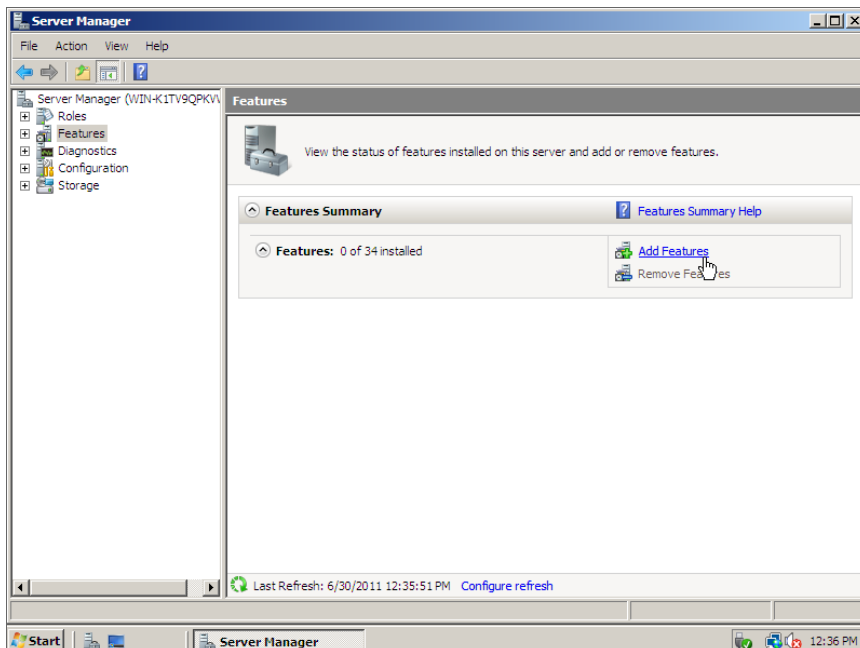 Server Manager
File Action View Help
Server Manager (WIN-K1TV9QPKV
Roles
Features
Diagnostics
Configuration
Storage
Features
View the status of features installed on this server and add or remove features.
Features Summary
Features Summary Help
Features: 0 of 34 installed
Add Features
Remove Features
Last Refresh: 6/30/2011 12:35:51 PM Configure refresh
Start
Server Manager
12:36 PM